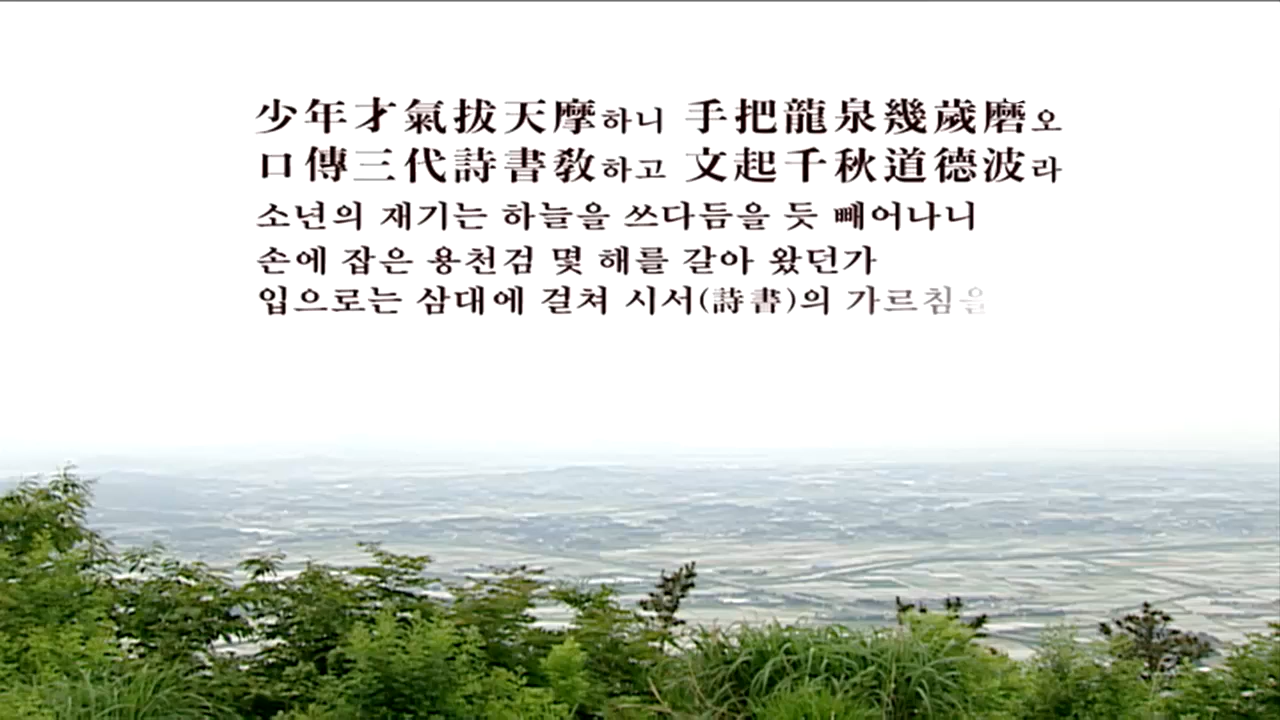 少年才氣拔天摩하니 手把龍泉幾歲磨오
口傳三代詩書敎하고 文起千秋道德波라
소년의 재기는 하늘을 쓰다듬을 듯 빼어나니
손에 잡은 용천검 몇 해를 갈아 왔던가
입으로는 삼대에 걸쳐 시서(詩書)의 가르침을